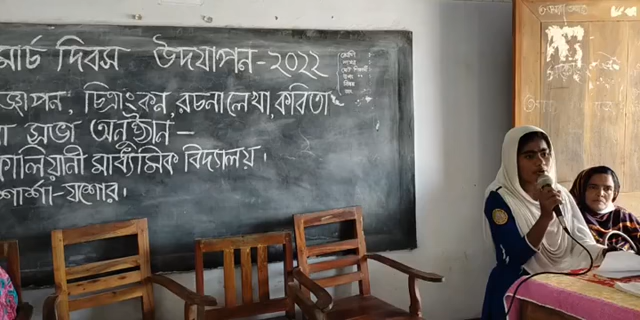 মার্চ দিবস উদযাপন-২০২২
জ্ঞাপন, চিত্রাংকন, রচনা লেখা, কবিতা
সভা অনুষ্ঠান –
কালিয়ানী মাধ্যমিক বিদ্যালয়।
শার্শা-যশোর।